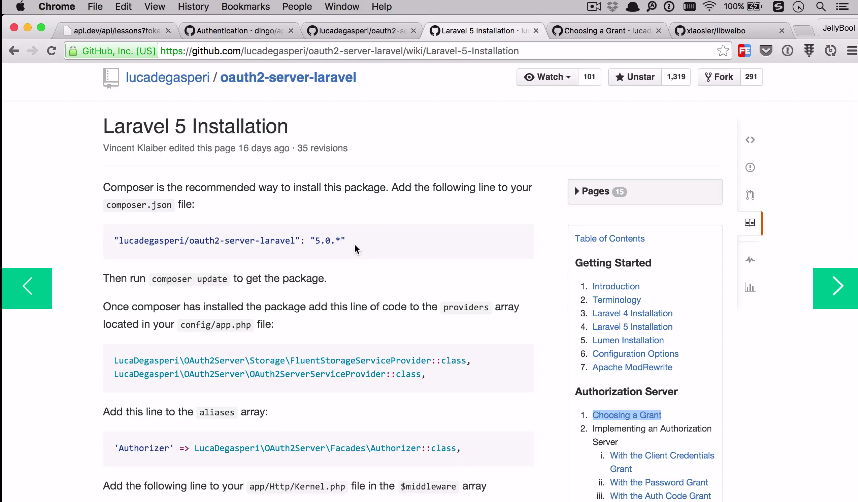 Chrome File Edit View History Bookmarks People Window Help 100%
api.dev/api/lessons?token Authentication · dingo/a lucadegasperi/oauth2-se Laravel 5 Installation · lu Choosing a Grant · lucad xiaosier/libweibo JellyBool
GitHub, Inc. [US] https://github.com/lucadegasperi/oauth2-server-laravel/wiki/Laravel-5-Installation
lucadegasperi / oauth2-server-laravel
Watch 101 Unstar 1,319 Fork 291
Laravel 5 Installation
Vincent Klaiber edited this page 16 days ago · 35 revisions
Composer is the recommended way to install this package. Add the following line to your
composer.json file:
"lucadegasperi/oauth2-server-laravel": "5.0.*"
Then run composer update to get the package.
Once composer has installed the package add this line of code to the providers array
located in your config/app.php file:
LucaDegasperi\OAuth2Server\Storage\FluentStorageServiceProvider::class,
LucaDegasperi\OAuth2Server\OAuth2ServerServiceProvider::class,
Add this line to the aliases array:
'Authorizer' => LucaDegasperi\OAuth2Server\Facades\Authorizer::class,
Add the following line to your app/Http/Kernel.php file in the $middleware array
Pages 15
Table of Contents
Getting Started
1. Introduction
2. Terminology
3. Laravel 4 Installation
4. Laravel 5 Installation
5. Lumen Installation
6. Configuration Options
7. Apache ModRewrite
Authorization Server
1. Choosing a Grant
2. Implementing an Authorization
Server
i. With the Client Credentials
Grant
ii. With the Password Grant
iii. With the Auth Code Grant